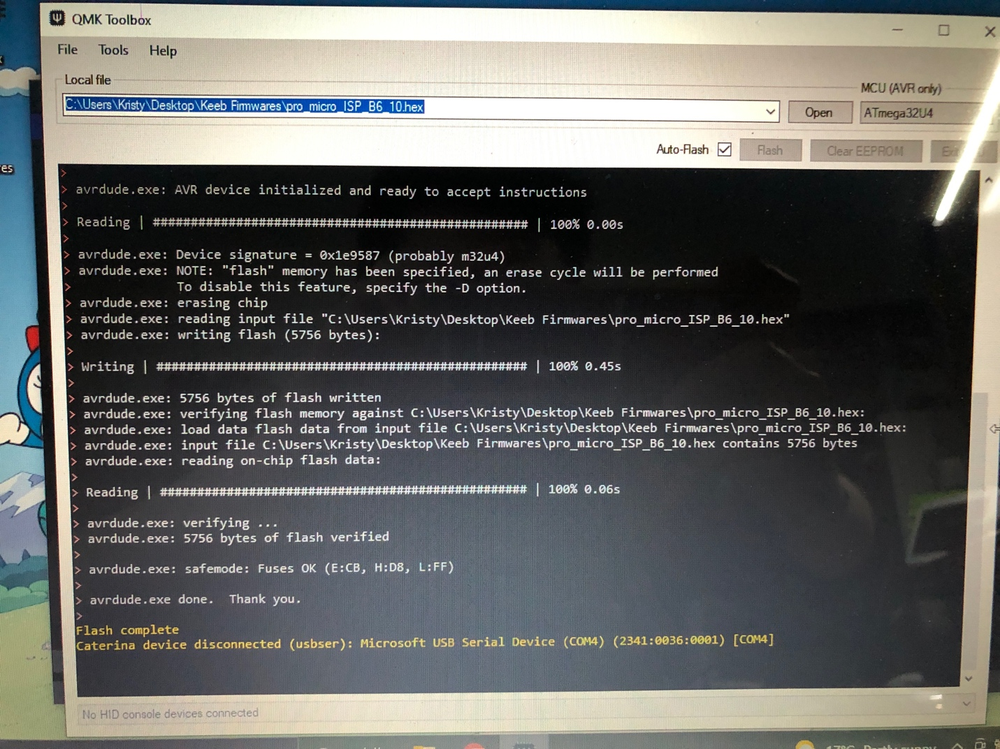 QMK Toolbox
File Tools Help
Local file
MCU (AVR only)
C:\Users\Kristy\Desktop\Keeb Firmwares\pro_micro_ISP_B6_10.hex
Open
ATmega32U4
Auto-Flash
Flash
Clear EEPROM
es
>
> avrdude.exe: AVR device initialized and ready to accept instructions
>
> Reading | ################################################## | 100% 0.00s
>
> avrdude.exe: Device signature = 0x1e9587 (probably m32u4)
> avrdude.exe: NOTE: "flash" memory has been specified, an erase cycle will be performed
> To disable this feature, specify the -D option.
> avrdude.exe: erasing chip
> avrdude.exe: reading input file "C:\Users\Kristy\Desktop\Keeb Firmwares\pro_micro_ISP_B6_10.hex"
> avrdude.exe: writing flash (5756 bytes):
>
> Writing | ################################################## | 100% 0.45s
>
> avrdude.exe: 5756 bytes of flash written
> avrdude.exe: verifying flash memory against C:\Users\Kristy\Desktop\Keeb Firmwares\pro_micro_ISP_B6_10.hex:
> avrdude.exe: load data flash data from input file C:\Users\Kristy\Desktop\Keeb Firmwares\pro_micro_ISP_B6_10.hex:
> avrdude.exe: input file C:\Users\Kristy\Desktop\Keeb Firmwares\pro_micro_ISP_B6_10.hex contains 5756 bytes
> avrdude.exe: reading on-chip flash data:
>
> Reading | ################################################## | 100% 0.06s
>
> avrdude.exe: verifying ...
> avrdude.exe: 5756 bytes of flash verified
>
> avrdude.exe: safemode: Fuses OK (E:CB, H:D8, L:FF)
>
> avrdude.exe done. Thank you.
>
Flash complete
Caterina device disconnected (usbser): Microsoft USB Serial Device (COM4) (2341:0036:0001) [COM4]
No HID console devices connected
17°C Partly sunny